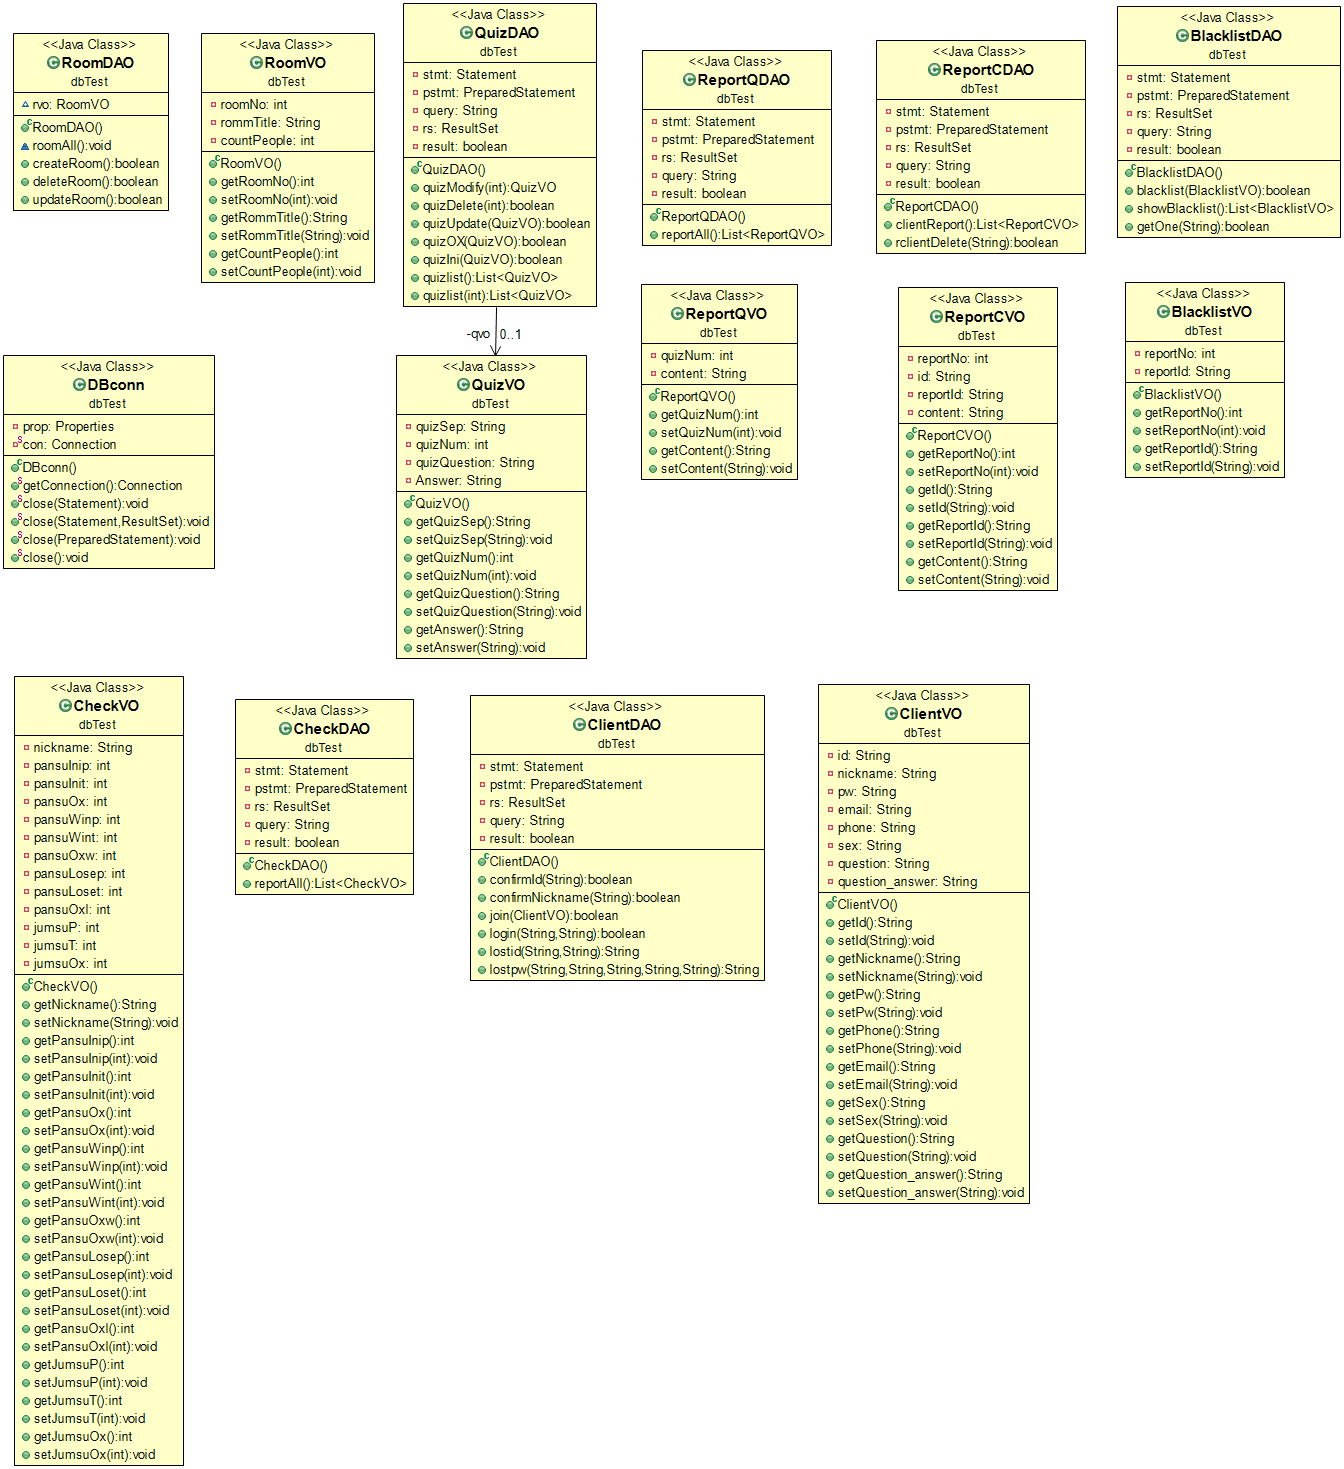 <<Java Class>>
RoomDAO
dbTest
rvo: RoomVO
RoomDAO()
roomAll():void
createRoom():boolean
deleteRoom():boolean
updateRoom():boolean
<<Java Class>>
RoomVO
dbTest
roomNo: int
rommTitle: String
countPeople: int
RoomVO()
getRoomNo():int
setRoomNo(int):void
getRommTitle():String
setRommTitle(String):void
getCountPeople():int
setCountPeople(int):void
<<Java Class>>
QuizDAO
dbTest
stmt: Statement
pstmt: PreparedStatement
query: String
rs: ResultSet
result: boolean
QuizDAO()
quizModify(int):QuizVO
quizDelete(int):boolean
quizUpdate(QuizVO):boolean
quizOX(QuizVO):boolean
quizIni(QuizVO):boolean
quizlist():List<QuizVO>
quizlist(int):List<QuizVO>
-qvo 0..1
<<Java Class>>
ReportQDAO
dbTest
stmt: Statement
pstmt: PreparedStatement
rs: ResultSet
query: String
result: boolean
ReportQDAO()
reportAll():List<ReportQVO>
<<Java Class>>
ReportCDAO
dbTest
stmt: Statement
pstmt: PreparedStatement
rs: ResultSet
query: String
result: boolean
ReportCDAO()
clientReport():List<ReportCVO>
rclientDelete(String):boolean
<<Java Class>>
BlacklistDAO
dbTest
stmt: Statement
pstmt: PreparedStatement
rs: ResultSet
query: String
result: boolean
BlacklistDAO()
blacklist(BlacklistVO):boolean
showBlacklist():List<BlacklistVO>
getOne(String):boolean
<<Java Class>>
DBconn
dbTest
prop: Properties
con: Connection
DBconn()
getConnection():Connection
close(Statement):void
close(Statement,ResultSet):void
close(PreparedStatement):void
close():void
<<Java Class>>
QuizVO
dbTest
quizSep: String
quizNum: int
quizQuestion: String
Answer: String
QuizVO()
getQuizSep():String
setQuizSep(String):void
getQuizNum():int
setQuizNum(int):void
getQuizQuestion():String
setQuizQuestion(String):void
getAnswer():String
setAnswer(String):void
<<Java Class>>
ReportQVO
dbTest
quizNum: int
content: String
ReportQVO()
getQuizNum():int
setQuizNum(int):void
getContent():String
setContent(String):void
<<Java Class>>
ReportCVO
dbTest
reportNo: int
id: String
reportId: String
content: String
ReportCVO()
getReportNo():int
setReportNo(int):void
getId():String
setId(String):void
getReportId():String
setReportId(String):void
getContent():String
setContent(String):void
<<Java Class>>
BlacklistVO
dbTest
reportNo: int
reportId: String
BlacklistVO()
getReportNo():int
setReportNo(int):void
getReportId():String
setReportId(String):void
<<Java Class>>
CheckVO
dbTest
nickname: String
pansuInip: int
pansuInit: int
pansuOx: int
pansuWinp: int
pansuWint: int
pansuOxw: int
pansuLosep: int
pansuLoset: int
pansuOxl: int
jumsuP: int
jumsuT: int
jumsuOx: int
CheckVO()
getNickname():String
setNickname(String):void
getPansuInip():int
setPansuInip(int):void
getPansuInit():int
setPansuInit(int):void
getPansuOx():int
setPansuOx(int):void
getPansuWinp():int
setPansuWinp(int):void
getPansuWint():int
setPansuWint(int):void
getPansuOxw():int
setPansuOxw(int):void
getPansuLosep():int
setPansuLosep(int):void
getPansuLoset():int
setPansuLoset(int):void
getPansuOxl():int
setPansuOxl(int):void
getJumsuP():int
setJumsuP(int):void
getJumsuT():int
setJumsuT(int):void
getJumsuOx():int
setJumsuOx(int):void
<<Java Class>>
CheckDAO
dbTest
stmt: Statement
pstmt: PreparedStatement
rs: ResultSet
query: String
result: boolean
CheckDAO()
reportAll():List<CheckVO>
<<Java Class>>
ClientDAO
dbTest
stmt: Statement
pstmt: PreparedStatement
rs: ResultSet
query: String
result: boolean
ClientDAO()
confirmId(String):boolean
confirmNickname(String):boolean
join(ClientVO):boolean
login(String,String):boolean
lostid(String,String):String
lostpw(String,String,String,String,String):String
<<Java Class>>
ClientVO
dbTest
id: String
nickname: String
pw: String
email: String
phone: String
sex: String
question: String
question_answer: String
ClientVO()
getId():String
setId(String):void
getNickname():String
setNickname(String):void
getPw():String
setPw(String):void
getPhone():String
setPhone(String):void
getEmail():String
setEmail(String):void
getSex():String
setSex(String):void
getQuestion():String
setQuestion(String):void
getQuestion_answer():String
setQuestion_answer(String):void